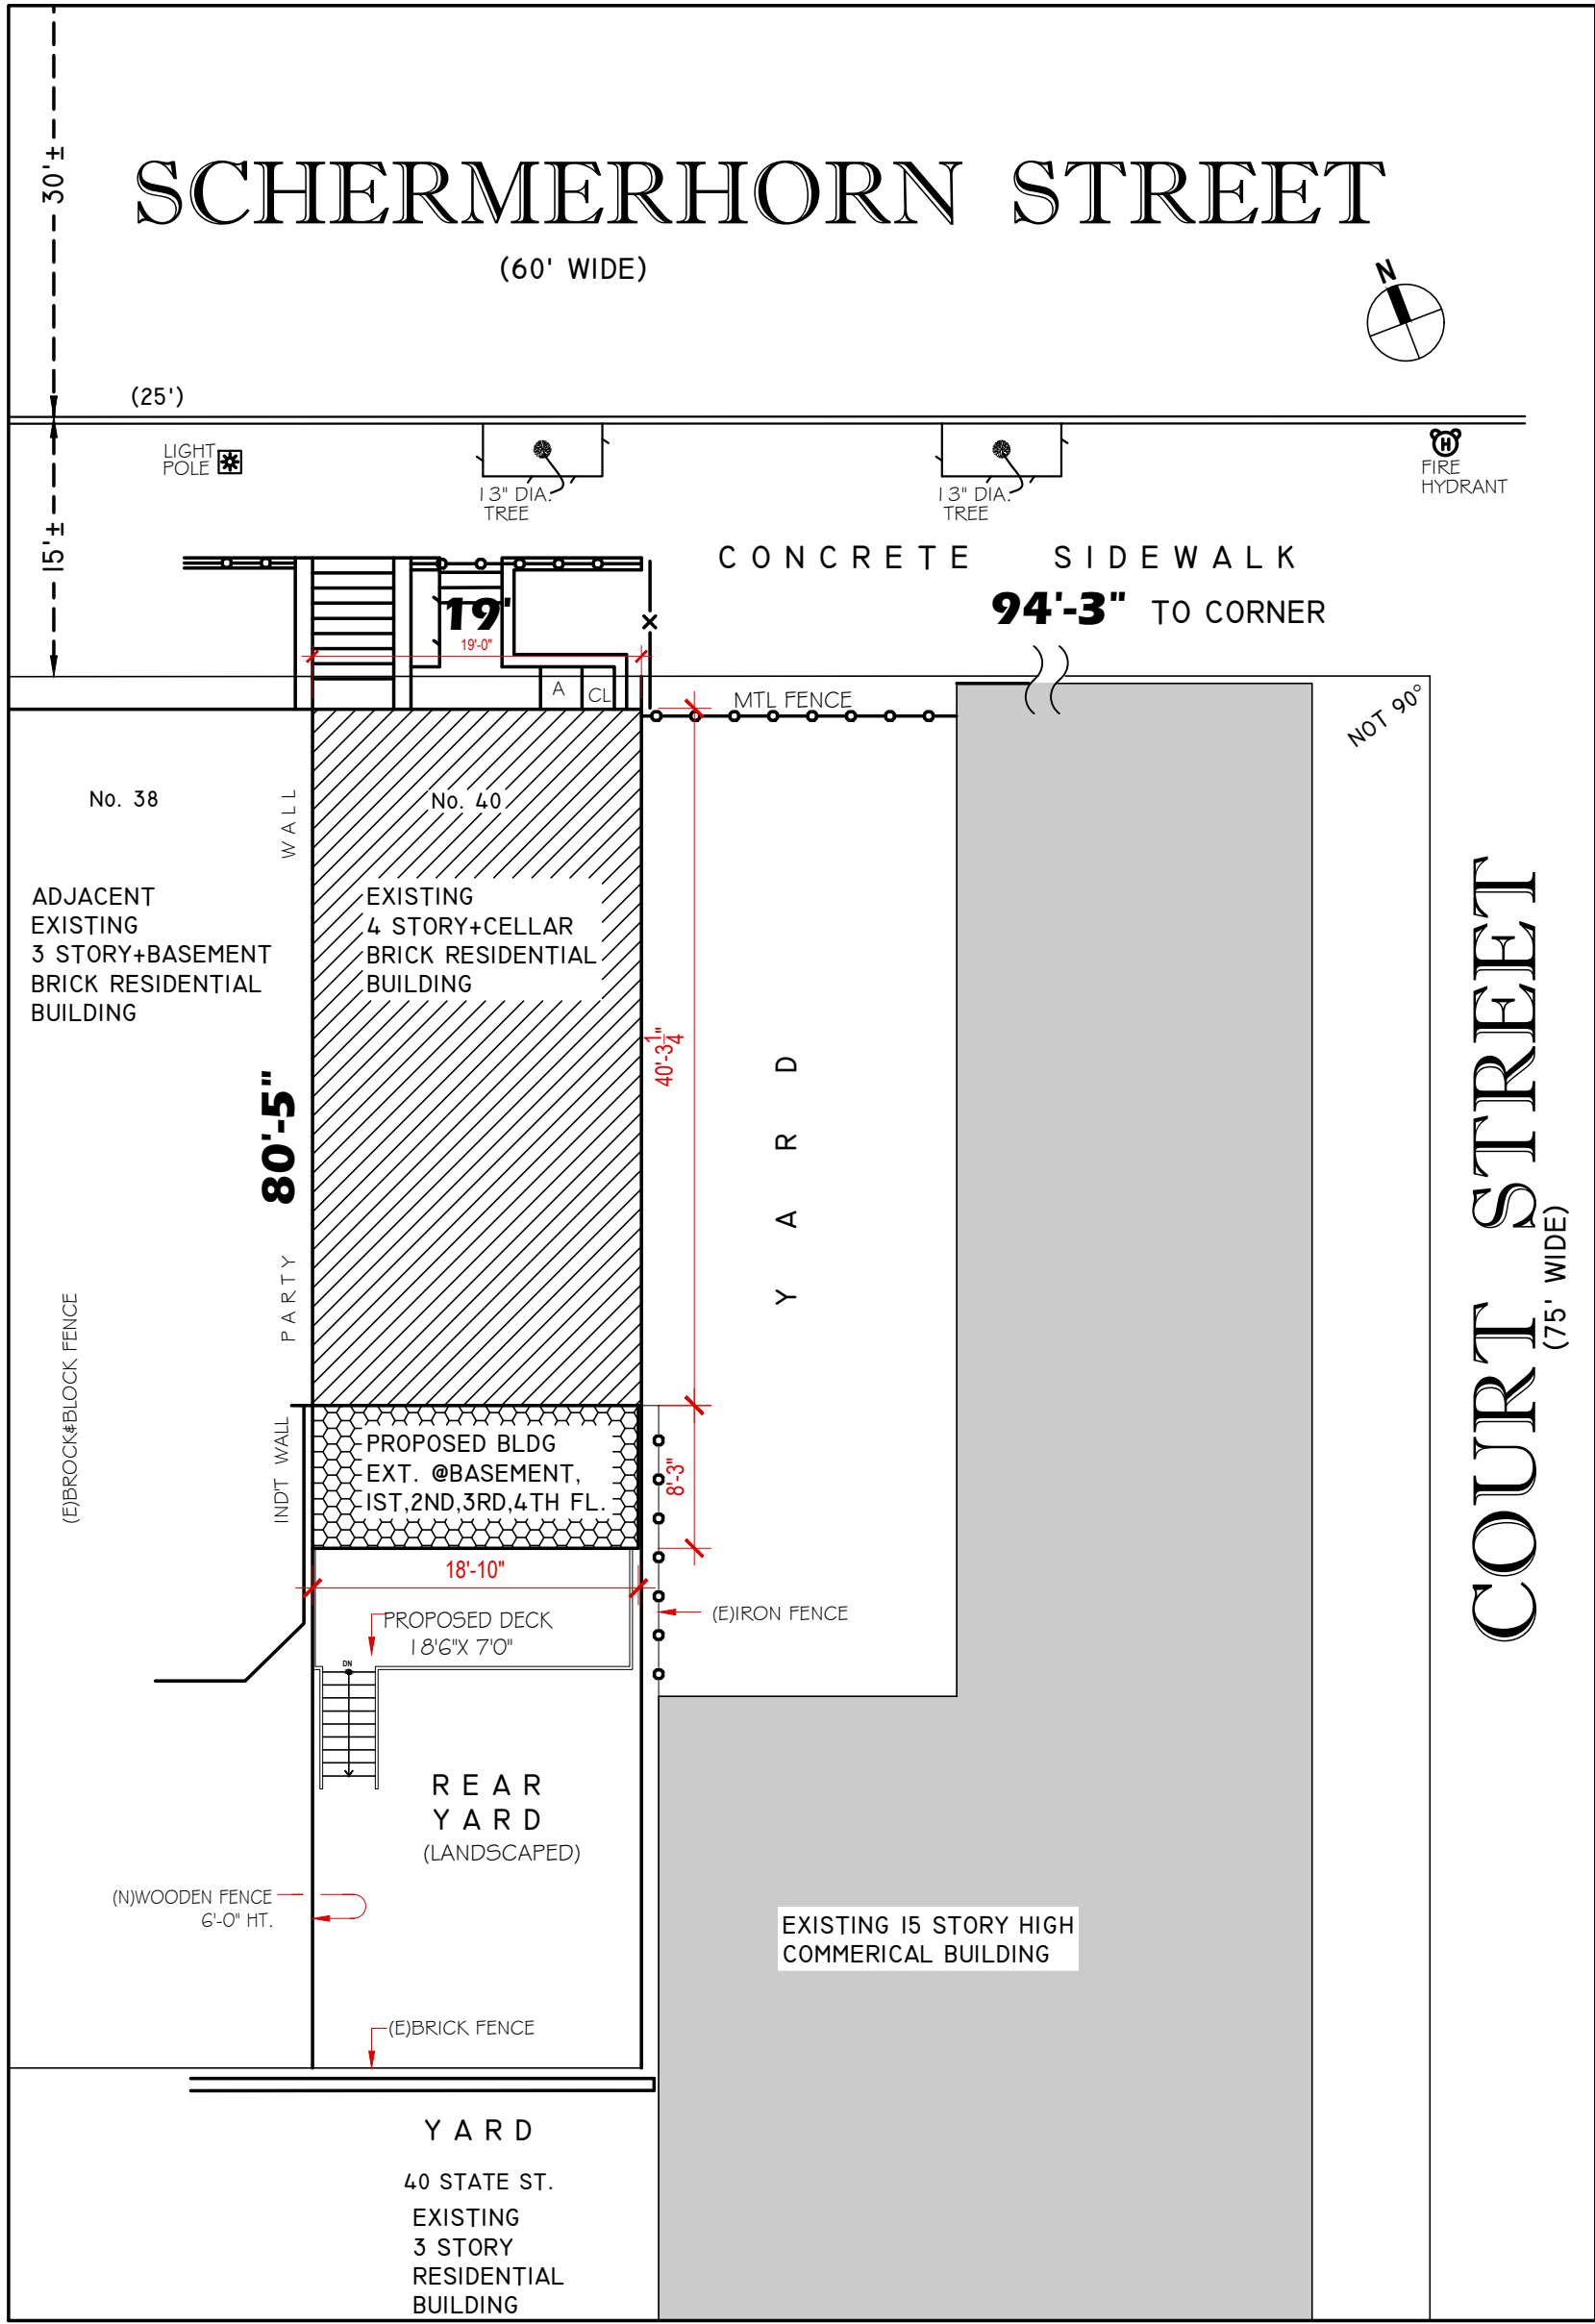 30'±
SCHERMERHORN STREET
(60' WIDE)
N
(25')
15'±
LIGHT
POLE
13" DIA.
TREE
13" DIA.
TREE
H
FIRE
HYDRANT
CONCRETE SIDEWALK
19'
19'-0"
94'-3" TO CORNER
A
CL
MTL FENCE
NOT 90°
No. 38
No. 40
ADJACENT
EXISTING
3 STORY+BASEMENT
BRICK RESIDENTIAL
BUILDING
PARTY WALL
EXISTING
4 STORY+CELLAR
BRICK RESIDENTIAL
BUILDING
40'-3 1/4"
YARD
80'-5"
COURT STREET
(75' WIDE)
(E)BROCK&BLOCK FENCE
IND'T WALL
PROPOSED BLDG
EXT. @BASEMENT,
1ST,2ND,3RD,4TH FL.
8'-3"
18'-10"
PROPOSED DECK
18'6"X 7'0"
(E)IRON FENCE
DN
REAR
YARD
(LANDSCAPED)
(N)WOODEN FENCE
6'-0" HT.
EXISTING 15 STORY HIGH
COMMERICAL BUILDING
(E)BRICK FENCE
YARD
40 STATE ST.
EXISTING
3 STORY
RESIDENTIAL
BUILDING